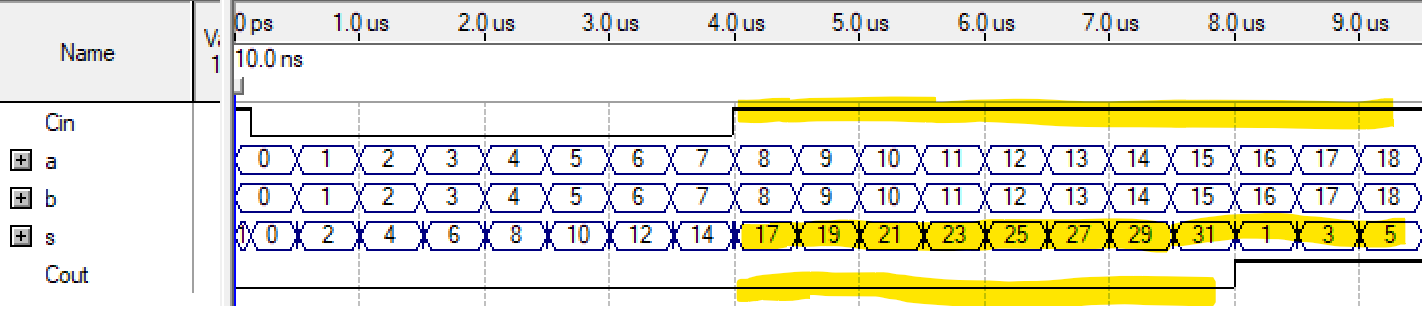 0 ps 1.0 us 2.0 us 3.0 us 4.0 us 5.0 us 6.0 us 7.0 us 8.0 us 9.0 us
Name
10.0 ns
Cin
a 0 1 2 3 4 5 6 7 8 9 10 11 12 13 14 15 16 17 18
b 0 1 2 3 4 5 6 7 8 9 10 11 12 13 14 15 16 17 18
s 1 0 2 4 6 8 10 12 14 17 19 21 23 25 27 29 31 1 3 5
Cout